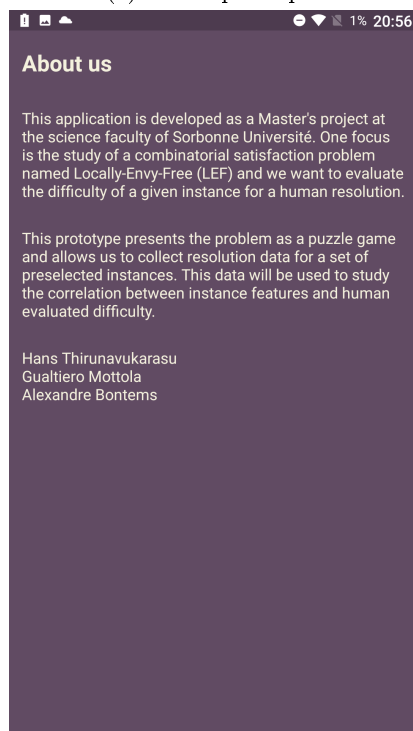 1% 20:56
About us
This application is developed as a Master's project at
the science faculty of Sorbonne Université. One focus
is the study of a combinatorial satisfaction problem
named Locally-Envy-Free (LEF) and we want to evaluate
the difficulty of a given instance for a human resolution.
This prototype presents the problem as a puzzle game
and allows us to collect resolution data for a set of
preselected instances. This data will be used to study
the correlation between instance features and human
evaluated difficulty.
Hans Thirunavukarasu
Gualtiero Mottola
Alexandre Bontems